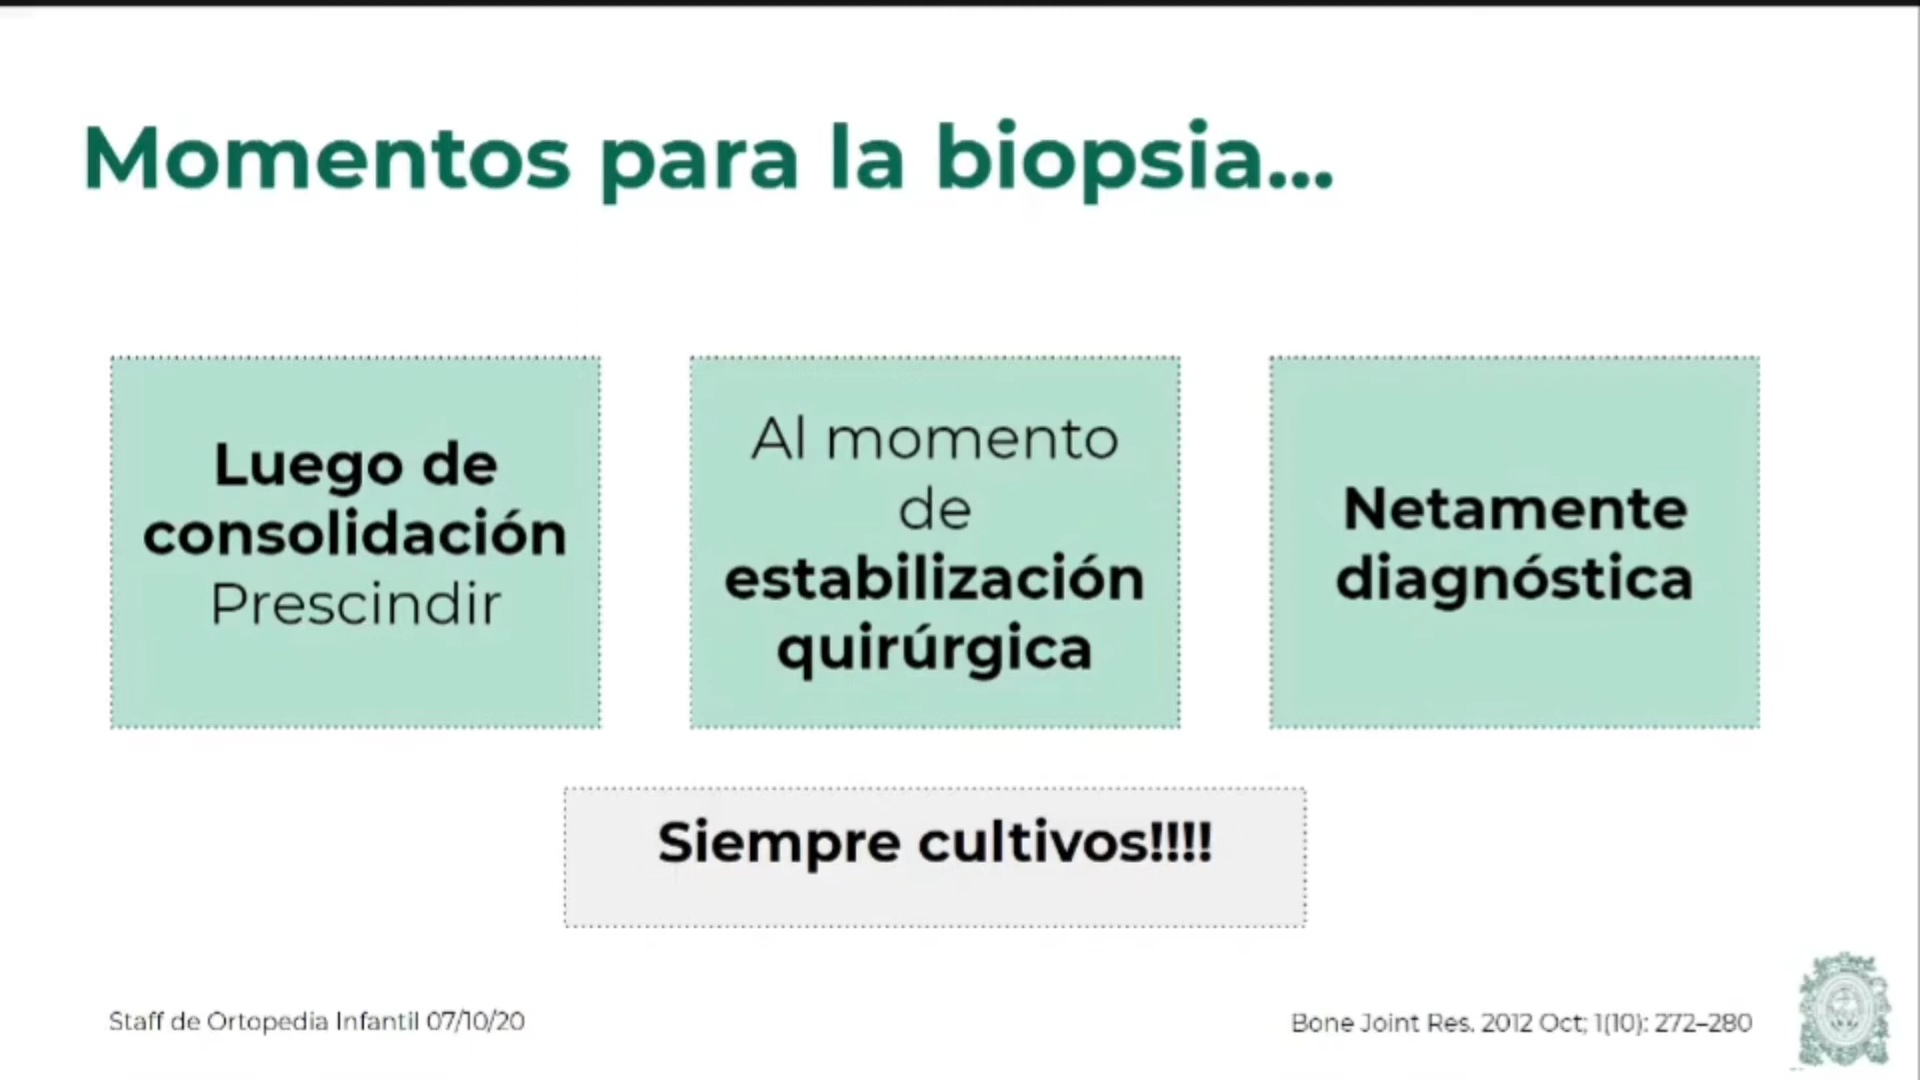 Momentos para la biopsia...
Luego de
consolidación
Prescindir
Al momento
de
estabilización
quirúrgica
Netamente
diagnóstica
Siempre cultivos!!!!
Staff de Ortopedia Infantil 07/10/20
Bone Joint Res. 2012 Oct; 1(10): 272–280